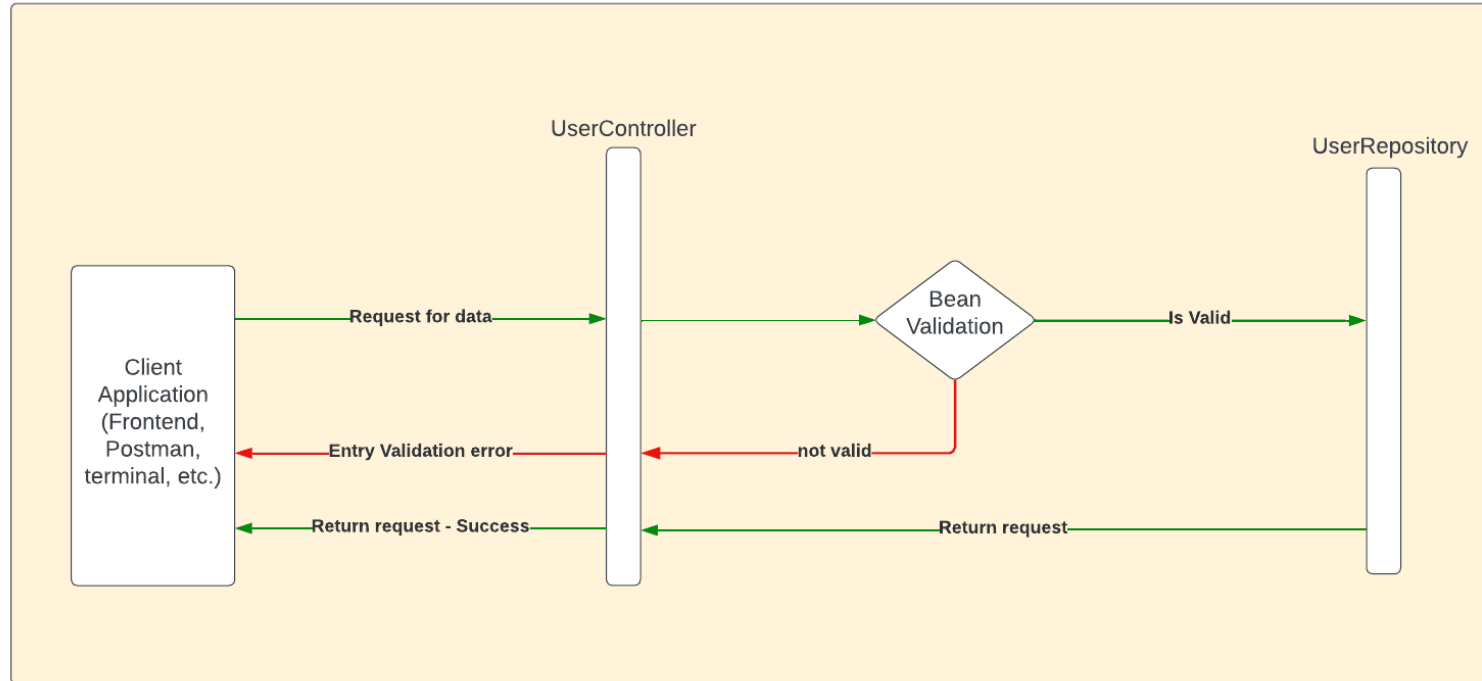 UserController
UserRepository
Request for data
Bean
Validation
Is Valid
Client
Application
(Frontend,
Postman,
terminal, etc.)
Entry Validation error
not valid
Return request - Success
Return request